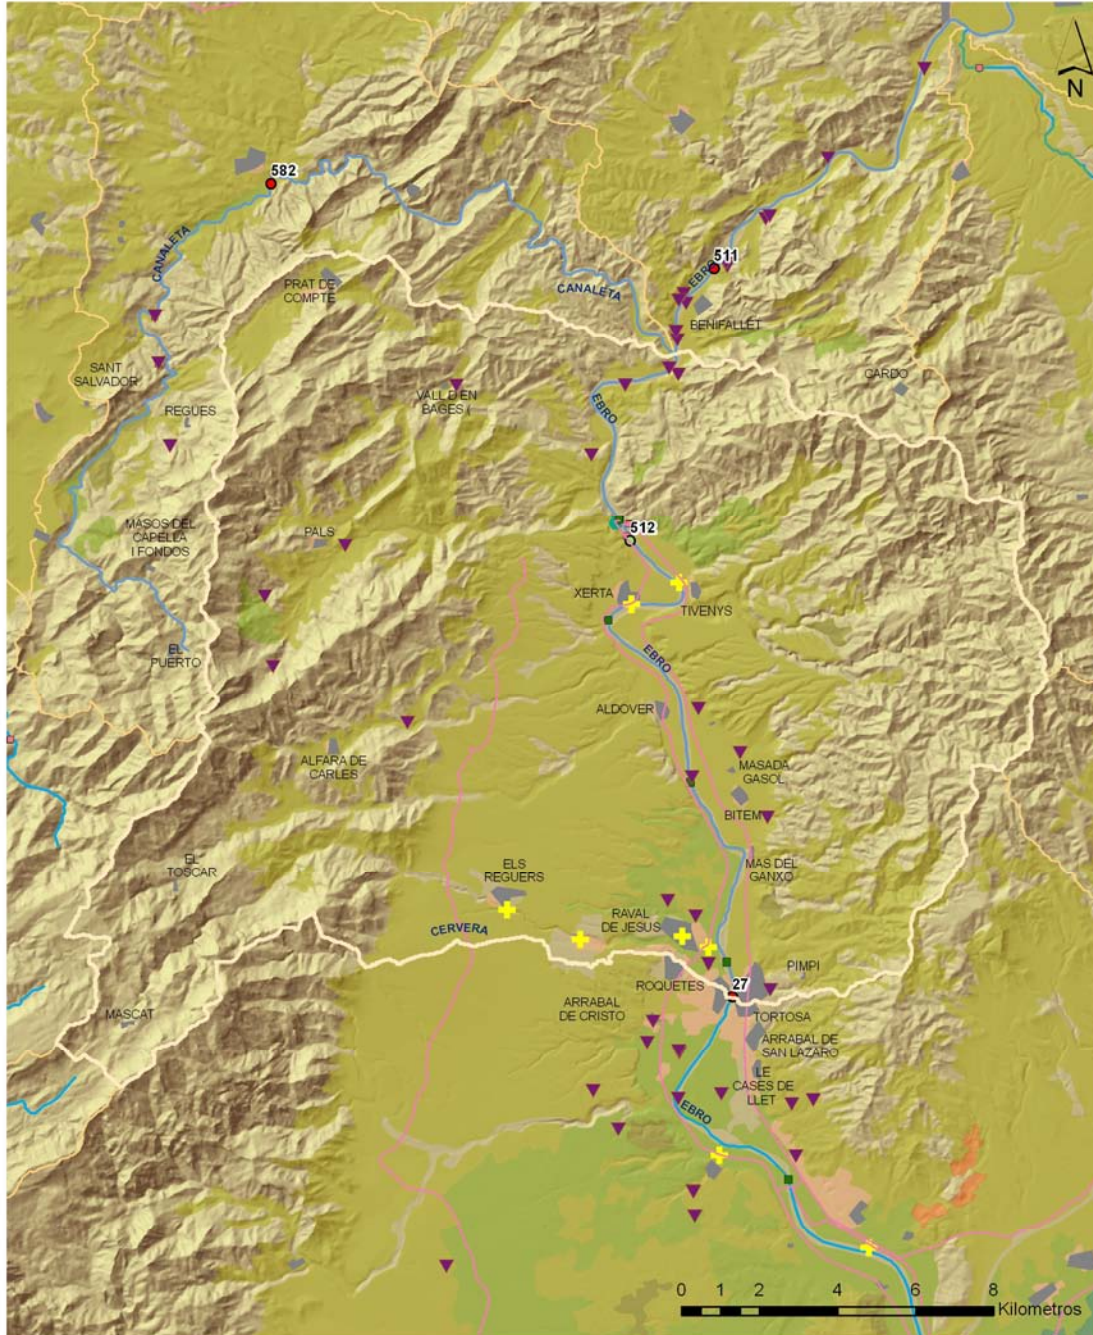 N
582
CANALETA
511
EBRO
PRAT DE
COMPTE
CANALETA
BENIFALLET
SANT
SALVADOR
VALL D EN
BAGES (
CARDO
REGUES
EBRO
MASOS DEL
CAPELLA
I FONDOS
PALS
512
XERTA
TIVENYS
EL
PUERTO
EBRO
ALDOVER
ALFARA DE
CARLES
MASADA
GASOL
BITEM
EL
TOSCAR
ELS
REGUERS
MAS DEL
GANXO
RAVAL
DE JESUS
CERVERA
PIMPI
ROQUETES
27
MASCAT
ARRABAL
DE CRISTO
TORTOSA
ARRABAL DE
SAN LAZARO
LE
CASES DE
LLET
EBRO
0 1 2 4 6 8
Kilometros